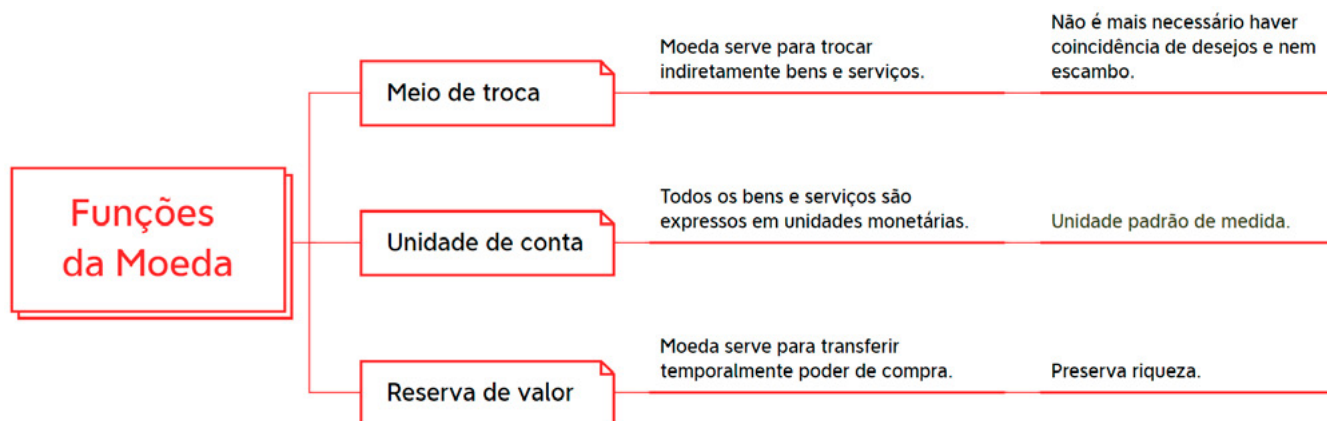 Funções
da Moeda
Meio de troca
Moeda serve para trocar
indiretamente bens e serviços.
Não é mais necessário haver
coincidência de desejos e nem
escambo.
Unidade de conta
Todos os bens e serviços são
expressos em unidades monetárias.
Unidade padrão de medida.
Reserva de valor
Moeda serve para transferir
temporalmente poder de compra.
Preserva riqueza.